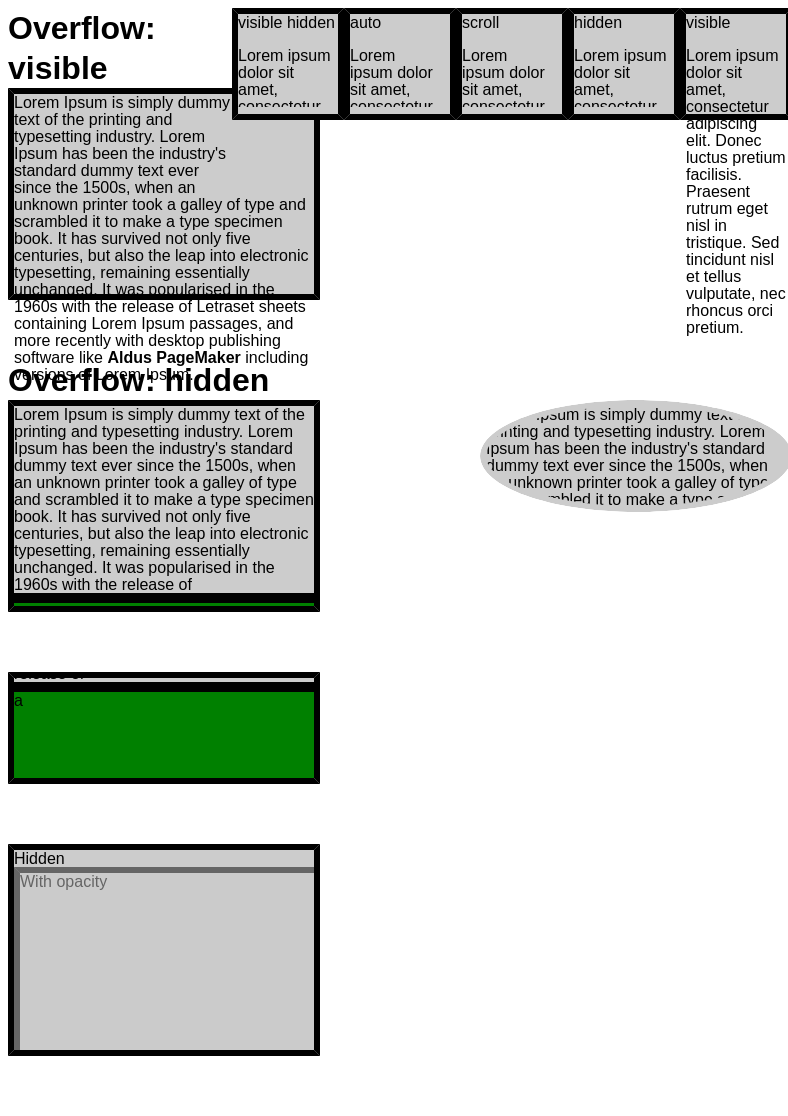 Overflow:
visible
Lorem Ipsum is simply dummy
text of the printing and
typesetting industry. Lorem
Ipsum has been the industry's
standard dummy text ever
since the 1500s, when an
unknown printer took a galley of type and
scrambled it to make a type specimen
book. It has survived not only five
centuries, but also the leap into electronic
typesetting, remaining essentially
unchanged. It was popularised in the
1960s with the release of Letraset sheets
containing Lorem Ipsum passages, and
more recently with desktop publishing
software like Aldus PageMaker including
versions of Lorem Ipsum.
visible hidden
Lorem ipsum
dolor sit
amet,
consectetur
auto
Lorem
ipsum dolor
sit amet,
consectetur
scroll
Lorem
ipsum dolor
sit amet,
consectetur
hidden
Lorem ipsum
dolor sit
amet,
consectetur
visible
Lorem ipsum
dolor sit
amet,
consectetur
adipiscing
elit. Donec
luctus pretium
facilisis.
Praesent
rutrum eget
nisl in
tristique. Sed
tincidunt nisl
et tellus
vulputate, nec
rhoncus orci
pretium.
Overflow: hidden
Lorem Ipsum is simply dummy text of the
printing and typesetting industry. Lorem
Ipsum has been the industry's standard
dummy text ever since the 1500s, when
an unknown printer took a galley of type
and scrambled it to make a type specimen
book. It has survived not only five
centuries, but also the leap into electronic
typesetting, remaining essentially
unchanged. It was popularised in the
1960s with the release of
ipsum is simply dummy text
inting and typesetting industry. Lorem
Ipsum has been the industry's standard
dummy text ever since the 1500s, when
unknown printer took a galley of type
mbled it to make a type
a
Hidden
With opacity